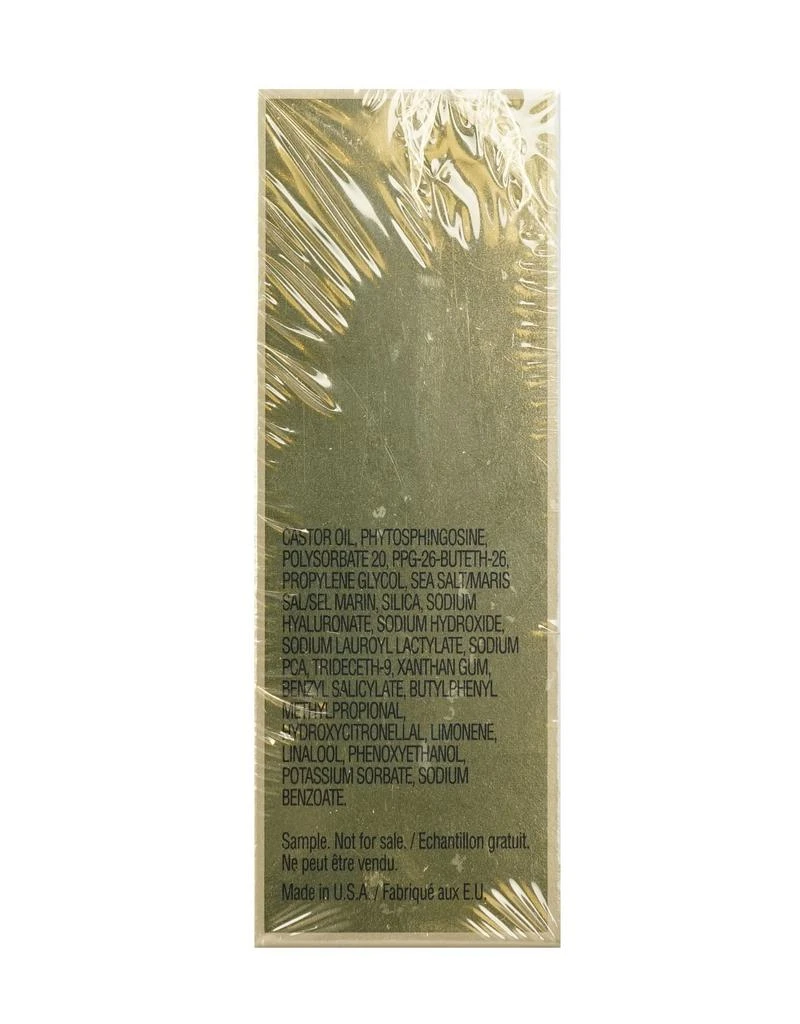 CASTOR OIL, PHYTOSPHINGOSINE,
POLYSORBATE 20, PPG-26-BUTETH-26,
PROPYLENE GLYCOL, SEA SALT/MARIS
SAL/SEL MARIN, SILICA, SODIUM
HYALURONATE, SODIUM HYDROXIDE,
SODIUM LAUROYL LACTYLATE, SODIUM
PCA, TRIDECETH-9, XANTHAN GUM,
BENZYL SALICYLATE, BUTYLPHENYL
METHYLPROPIONAL,
HYDROXYCITRONELLAL, LIMONENE,
LINALOOL, PHENOXYETHANOL,
POTASSIUM SORBATE, SODIUM
BENZOATE.
Sample. Not for sale. / Echantillon gratuit.
Ne peut être vendu.
Made in U.S.A. / Fabriqué aux E.U.